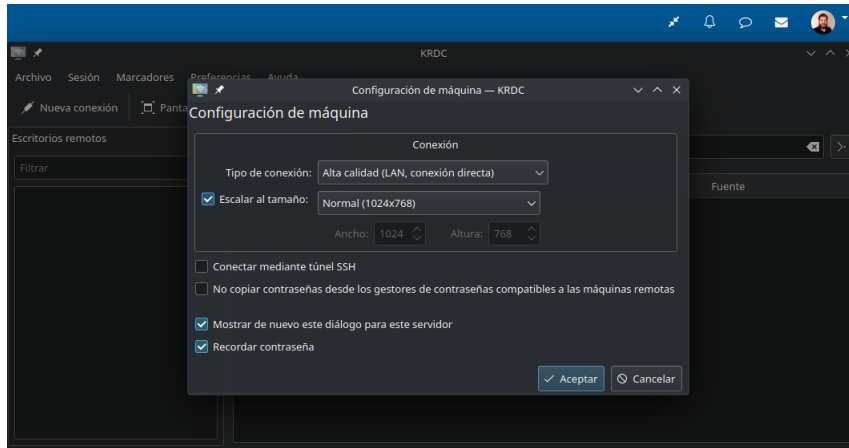 KRDC
Archivo Sesión Marcadores Preferencias Ayuda
Configuración de máquina — KRDC
Nueva conexión Panta
Configuración de máquina
Escritorios remotos
Conexión
Filtrar
Tipo de conexión: Alta calidad (LAN, conexión directa)
Fuente
Escalar al tamaño: Normal (1024x768)
Ancho: 1024 Altura: 768
Conectar mediante túnel SSH
No copiar contraseñas desde los gestores de contraseñas compatibles a las máquinas remotas
Mostrar de nuevo este diálogo para este servidor
Recordar contraseña
Aceptar Cancelar